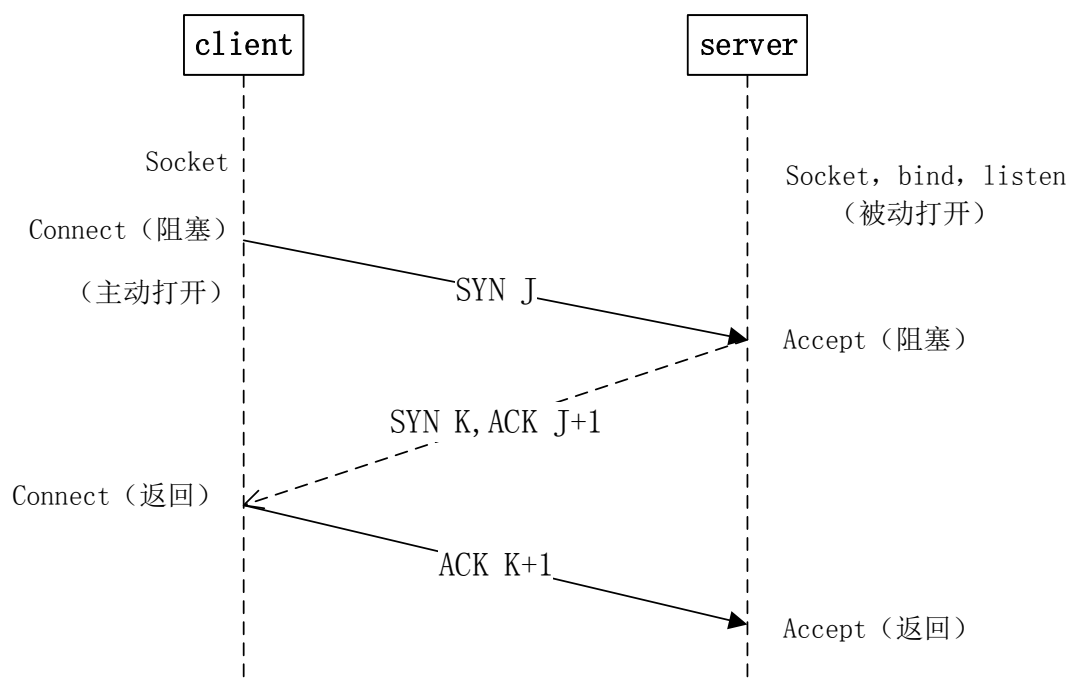 client
server
Socket
Socket，bind，listen
（被动打开）
Connect（阻塞）
（主动打开）
SYN J
Accept（阻塞）
SYN K,ACK J+1
Connect（返回）
ACK K+1
Accept（返回）